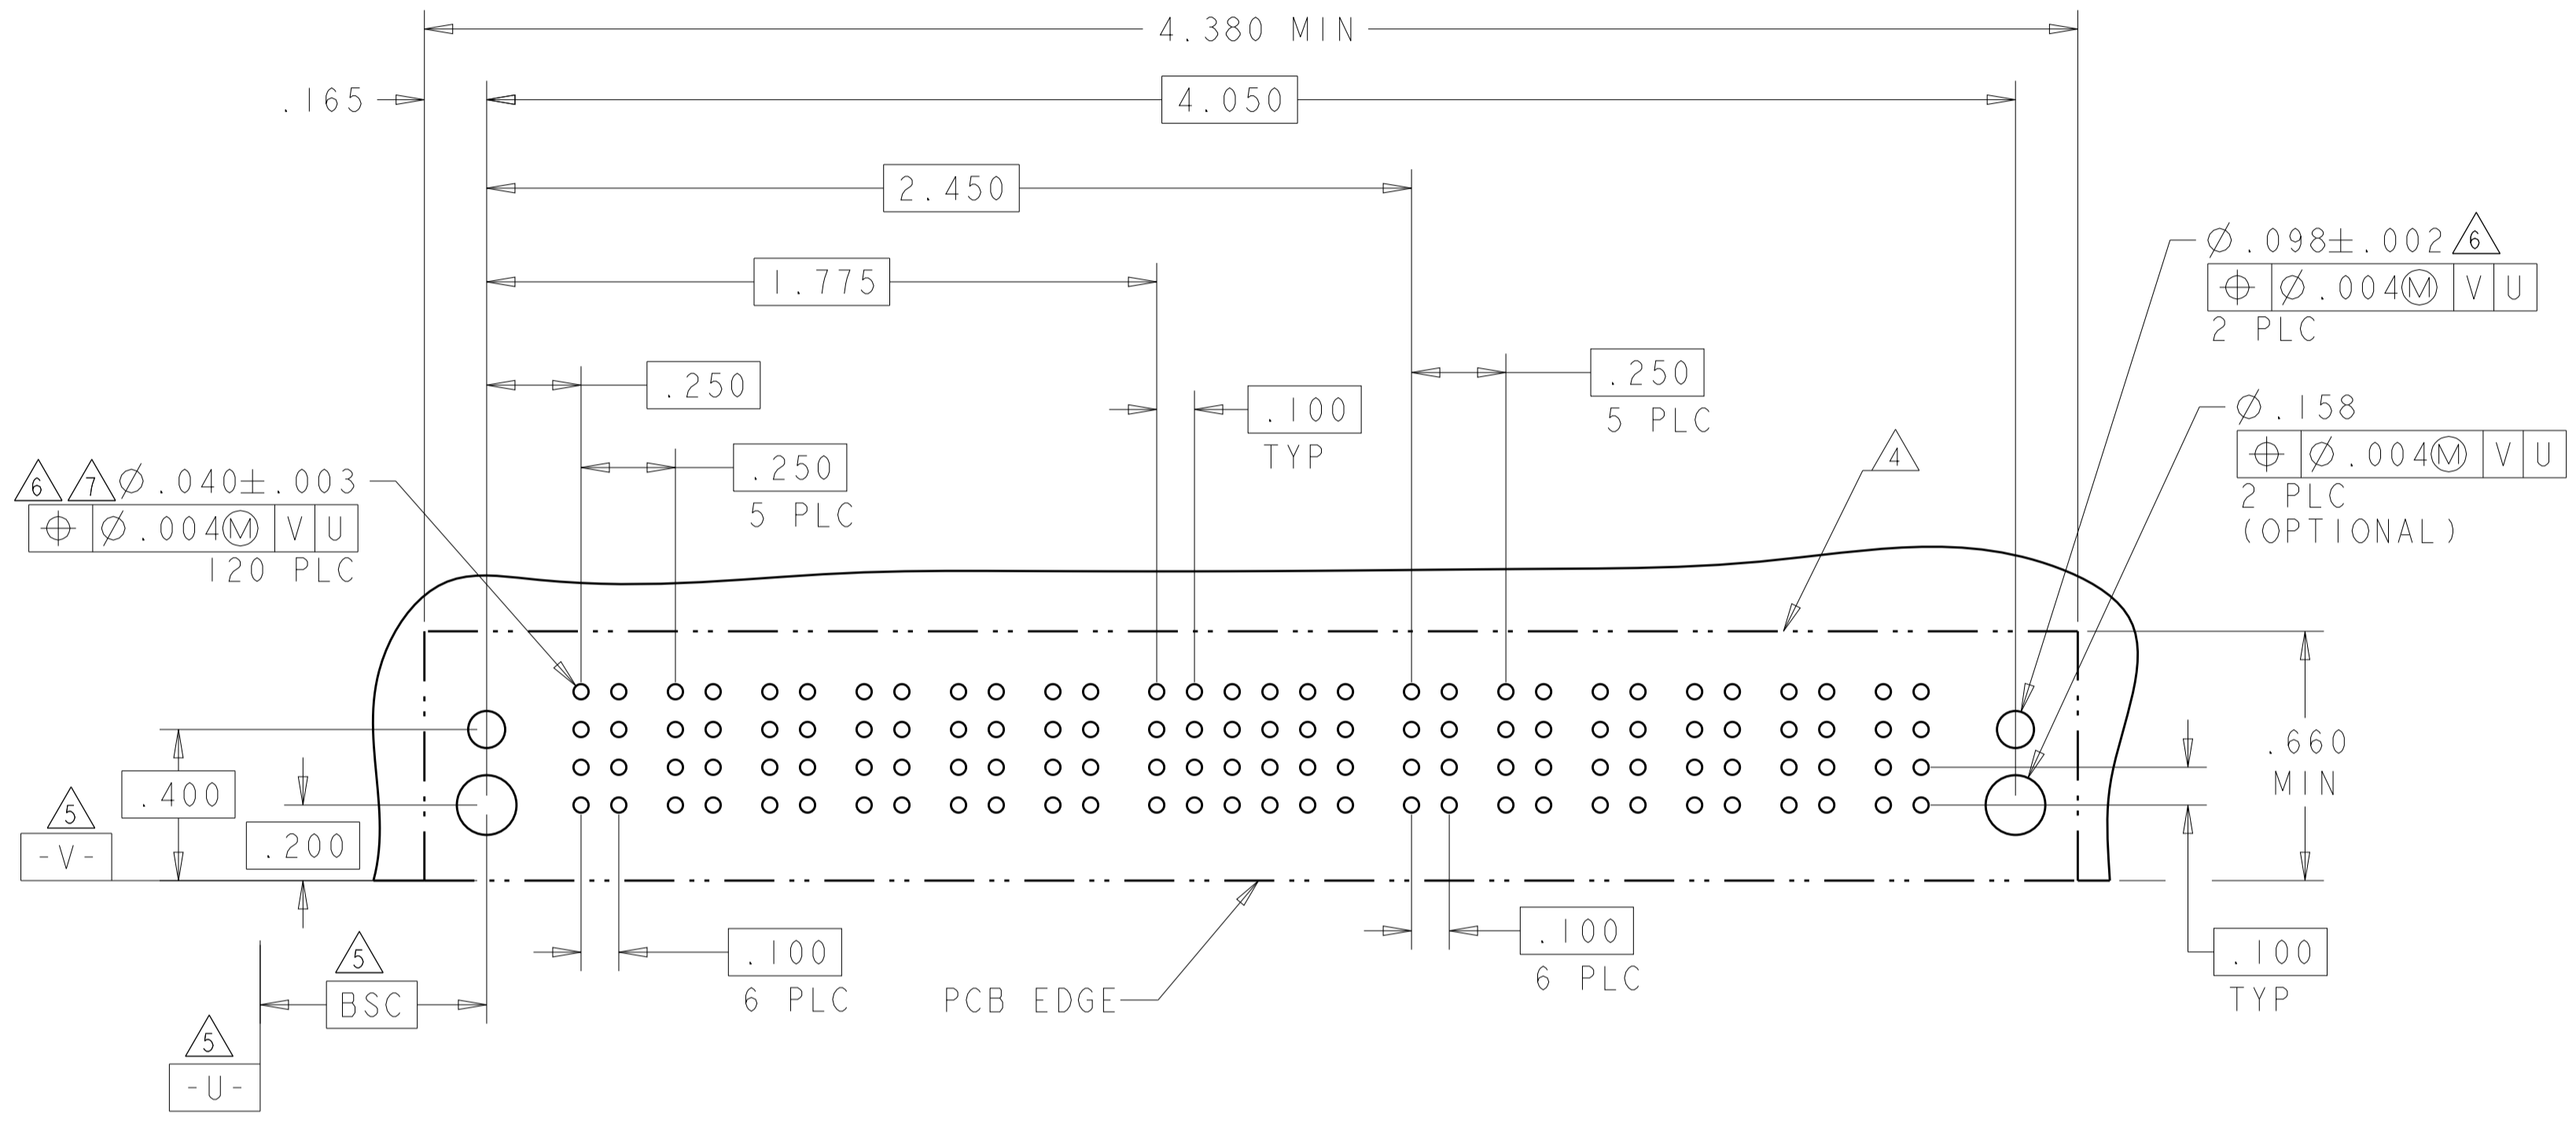 4.380 MIN
.165
4.050
2.450
1.775
.250
.250
5 PLC
.100
TYP
.250
5 PLC
4
Ø.098±.002 6
⌖ Ø.004Ⓜ V U
2 PLC
Ø.158
⌖ Ø.004Ⓜ V U
2 PLC
(OPTIONAL)
6 7 Ø.040±.003
⌖ Ø.004Ⓜ V U
120 PLC
.400
.200
5
-V-
.660
MIN
.100
6 PLC
PCB EDGE
.100
6 PLC
.100
TYP
5
BSC
5
-U-